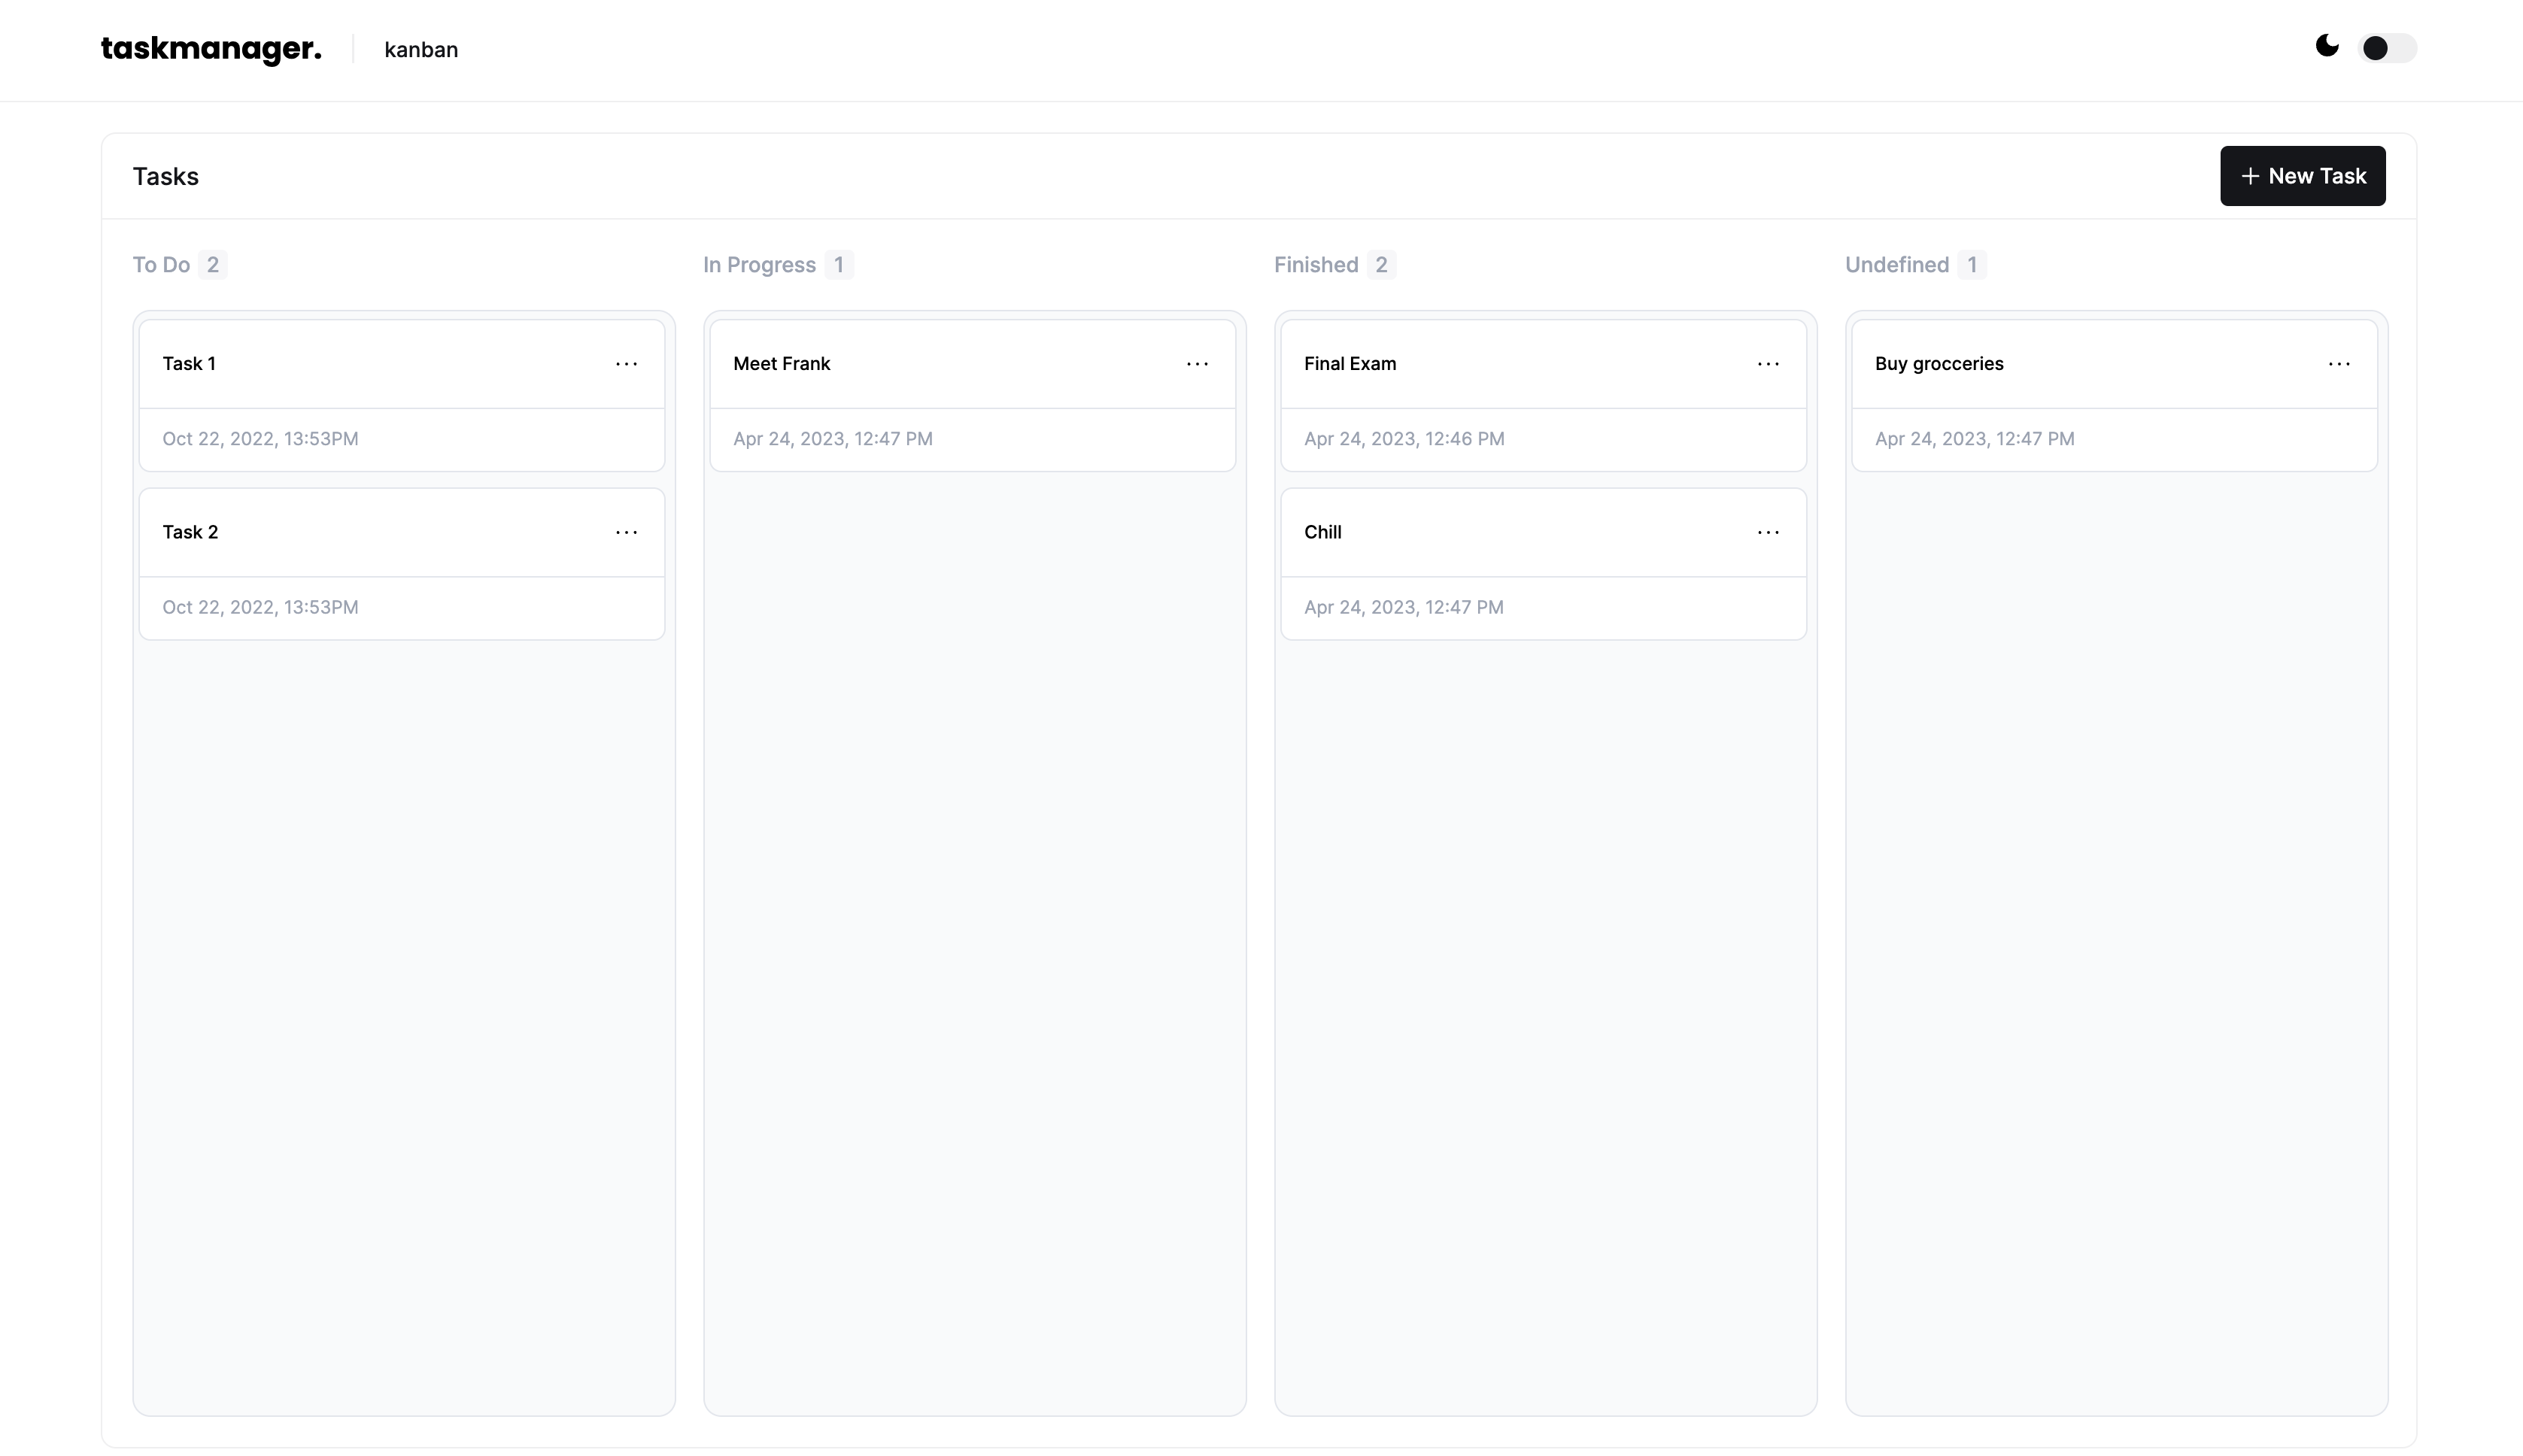 taskmanager.
kanban
Tasks
+ New Task
To Do 2
In Progress 1
Finished 2
Undefined 1
Task 1 ...
Oct 22, 2022, 13:53PM
Task 2 ...
Oct 22, 2022, 13:53PM
Meet Frank ...
Apr 24, 2023, 12:47 PM
Final Exam ...
Apr 24, 2023, 12:46 PM
Chill ...
Apr 24, 2023, 12:47 PM
Buy grocceries ...
Apr 24, 2023, 12:47 PM